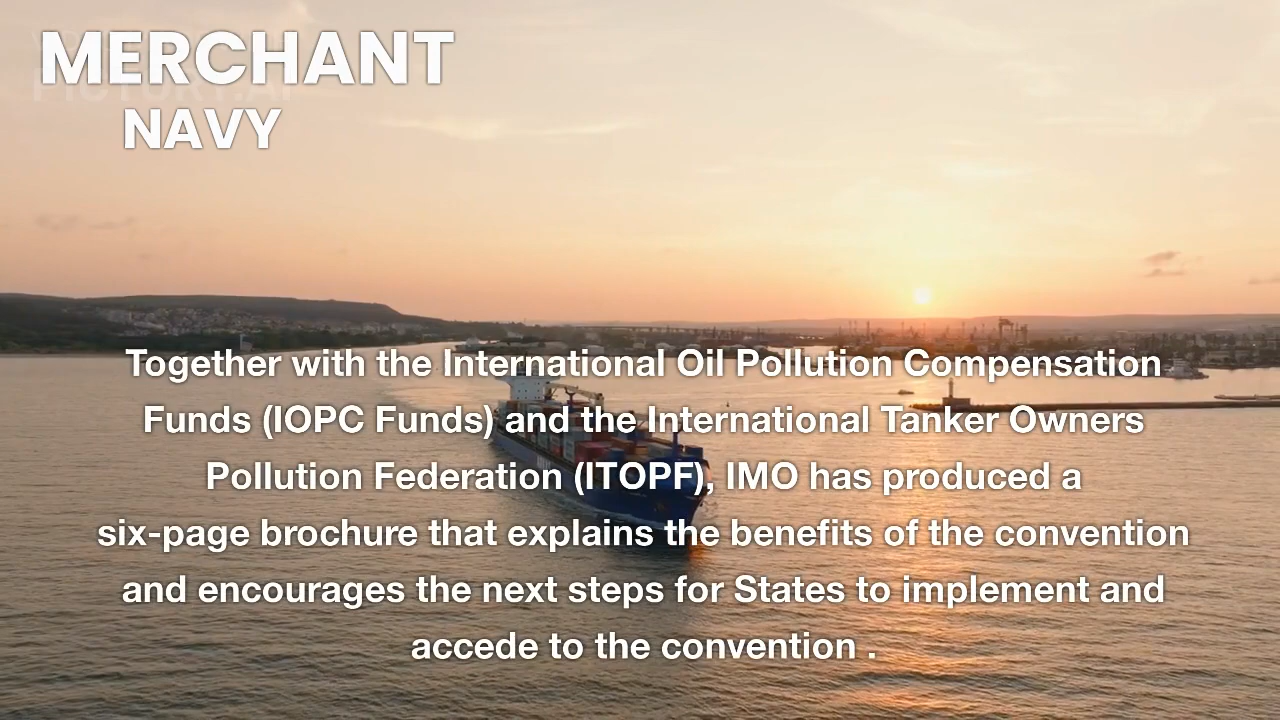 MERCHANT
NAVY
PICTORY.AI
Together with the International Oil Pollution Compensation
Funds (IOPC Funds) and the International Tanker Owners
Pollution Federation (ITOPF), IMO has produced a
six-page brochure that explains the benefits of the convention
and encourages the next steps for States to implement and
accede to the convention .